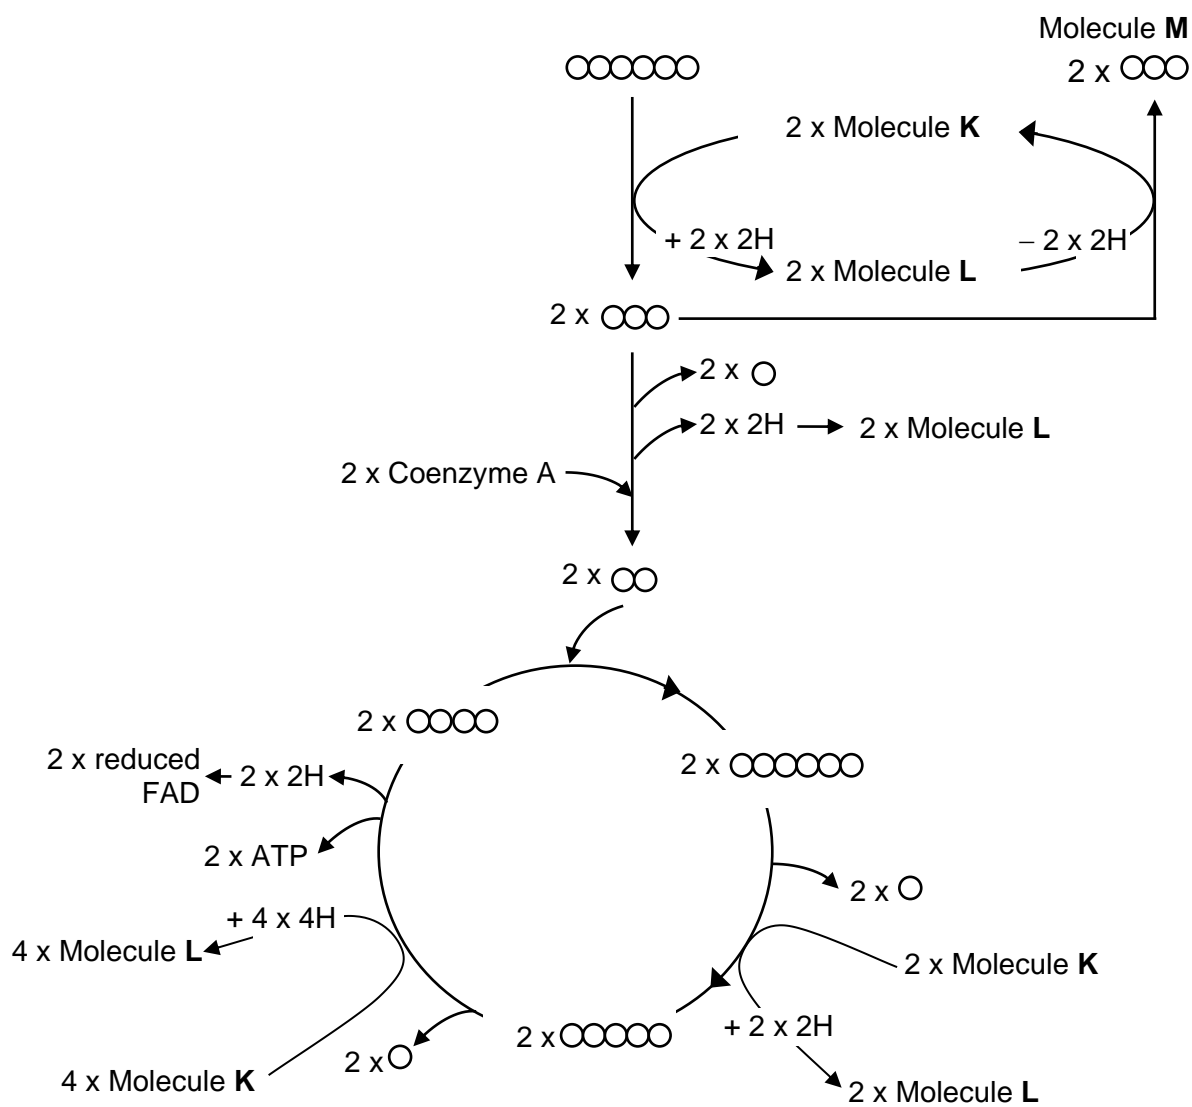 Molecule M
2 x
2 x Molecule K
+ 2 x 2H
− 2 x 2H
2 x Molecule L
2 x
2 x
2 x 2H
2 x Molecule L
2 x Coenzyme A
2 x
2 x
2 x
2 x reduced
FAD
2 x 2H
2 x ATP
2 x
+ 4 x 4H
4 x Molecule L
2 x Molecule K
2 x
+ 2 x 2H
2 x
4 x Molecule K
2 x Molecule L